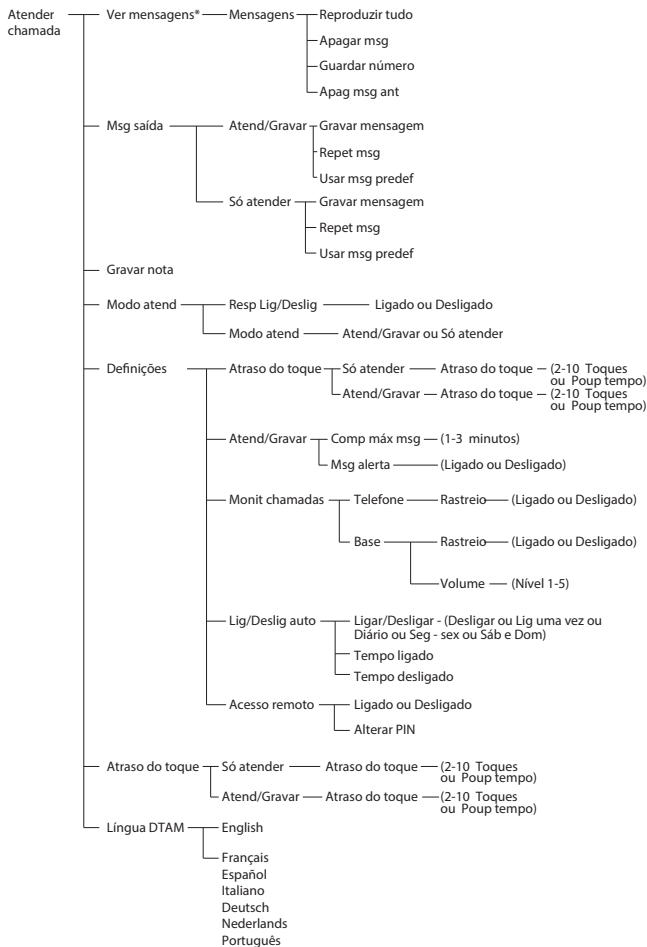 Atender chamada
Ver mensagens* Mensagens Reproduzir tudo
Apagar msg
Guardar número
Apag msg ant
Msg saída Atend/Gravar Gravar mensagem
Repet msg
Usar msg predef
Só atender Gravar mensagem
Repet msg
Usar msg predef
Gravar nota
Modo atend Resp Lig/Deslig Ligado ou Desligado
Modo atend Atend/Gravar ou Só atender
Definições Atraso do toque Só atender Atraso do toque (2-10 Toques
ou Poup tempo)
Atend/Gravar Atraso do toque (2-10 Toques
ou Poup tempo)
Atend/Gravar Comp máx msg (1-3 minutos)
Msg alerta (Ligado ou Desligado)
Monit chamadas Telefone Rastreio (Ligado ou Desligado)
Base Rastreio (Ligado ou Desligado)
Volume (Nível 1-5)
Lig/Deslig auto Ligar/Desligar - (Desligar ou Lig uma vez ou
Diário ou Seg - sex ou Sáb e Dom)
Tempo ligado
Tempo desligado
Acesso remoto Ligado ou Desligado
Alterar PIN
Atraso do toque Só atender Atraso do toque (2-10 Toques
ou Poup tempo)
Atend/Gravar Atraso do toque (2-10 Toques
ou Poup tempo)
Língua DTAM English
Français
Español
Italiano
Deutsch
Nederlands
Português